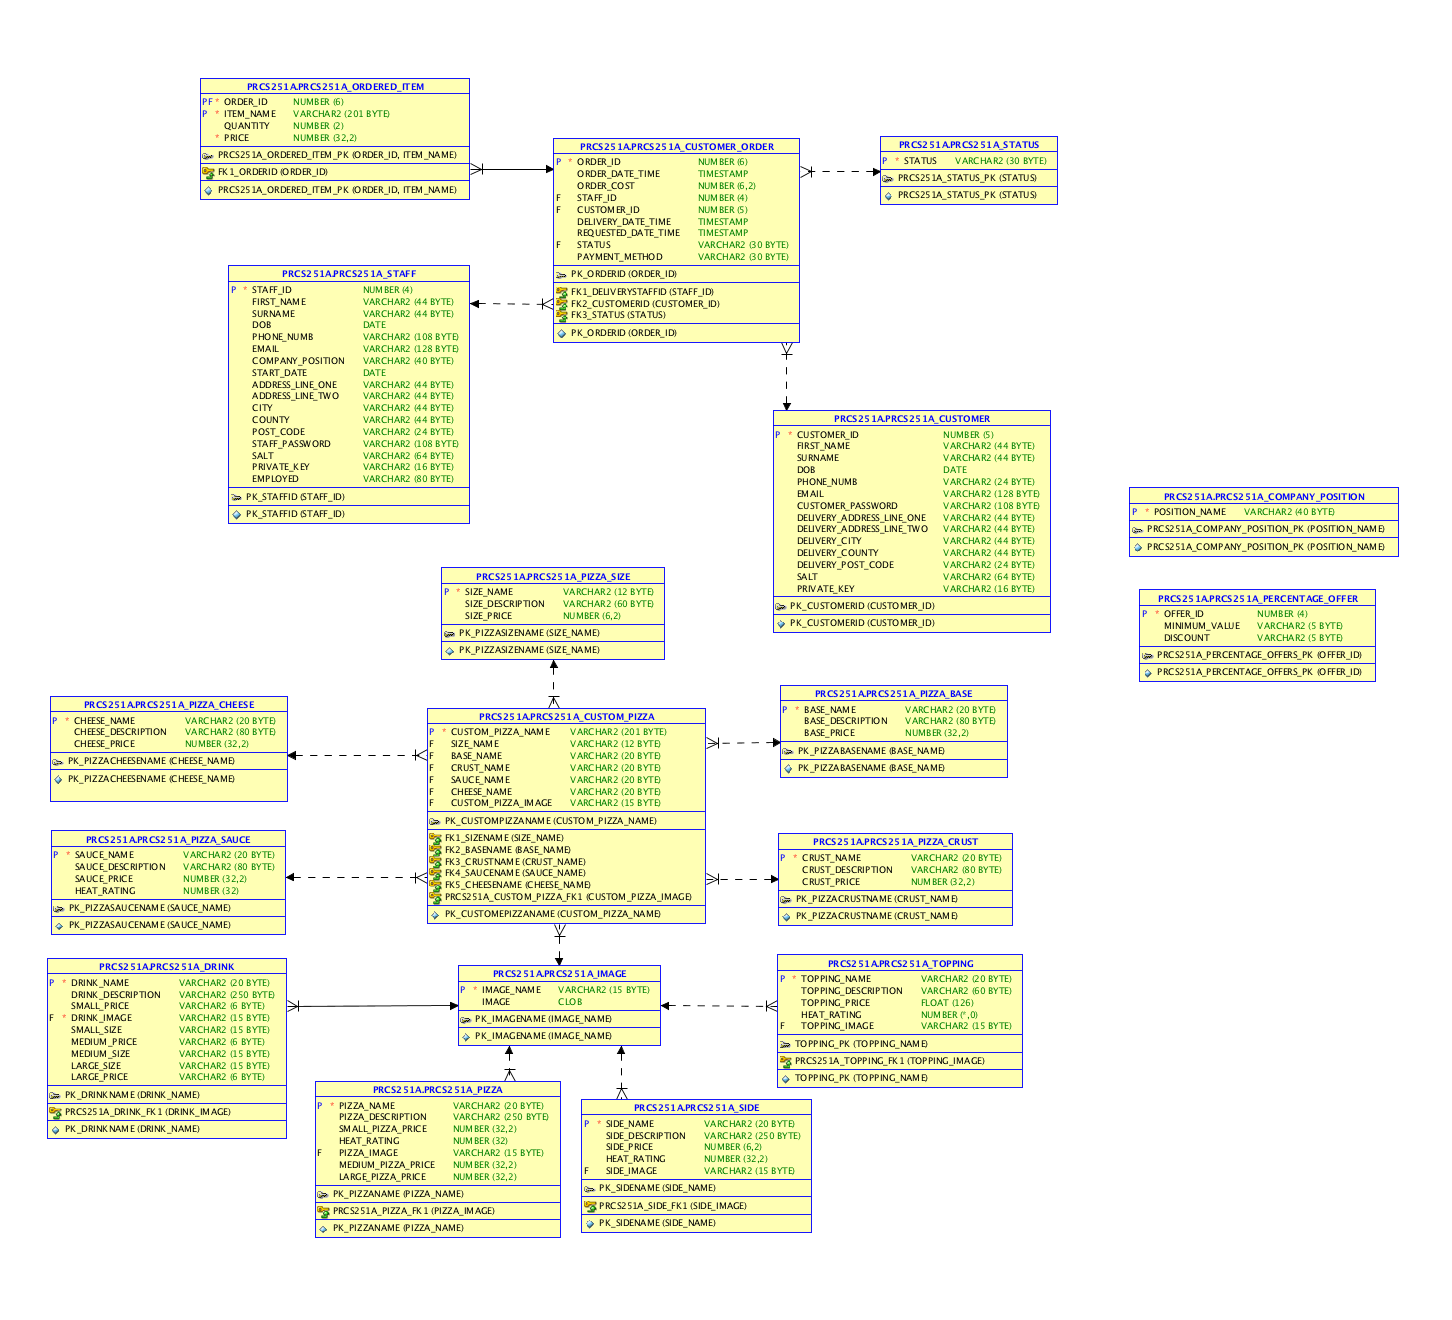 PRCS251A.PRCS251A_ORDERED_ITEM
PF * ORDER_ID NUMBER (6)
P * ITEM_NAME VARCHAR2 (201 BYTE)
QUANTITY NUMBER (2)
* PRICE NUMBER (32,2)
PRCS251A_ORDERED_ITEM_PK (ORDER_ID, ITEM_NAME)
FK1_ORDERID (ORDER_ID)
PRCS251A_ORDERED_ITEM_PK (ORDER_ID, ITEM_NAME)
PRCS251A.PRCS251A_CUSTOMER_ORDER
P * ORDER_ID NUMBER (6)
ORDER_DATE_TIME TIMESTAMP
ORDER_COST NUMBER (6,2)
F STAFF_ID NUMBER (4)
F CUSTOMER_ID NUMBER (5)
DELIVERY_DATE_TIME TIMESTAMP
REQUESTED_DATE_TIME TIMESTAMP
F STATUS VARCHAR2 (30 BYTE)
PAYMENT_METHOD VARCHAR2 (30 BYTE)
PK_ORDERID (ORDER_ID)
FK1_DELIVERYSTAFFID (STAFF_ID)
FK2_CUSTOMERID (CUSTOMER_ID)
FK3_STATUS (STATUS)
PK_ORDERID (ORDER_ID)
PRCS251A.PRCS251A_STATUS
P * STATUS VARCHAR2 (30 BYTE)
PRCS251A_STATUS_PK (STATUS)
PRCS251A_STATUS_PK (STATUS)
PRCS251A.PRCS251A_STAFF
P * STAFF_ID NUMBER (4)
FIRST_NAME VARCHAR2 (44 BYTE)
SURNAME VARCHAR2 (44 BYTE)
DOB DATE
PHONE_NUMB VARCHAR2 (108 BYTE)
EMAIL VARCHAR2 (128 BYTE)
COMPANY_POSITION VARCHAR2 (40 BYTE)
START_DATE DATE
ADDRESS_LINE_ONE VARCHAR2 (44 BYTE)
ADDRESS_LINE_TWO VARCHAR2 (44 BYTE)
CITY VARCHAR2 (44 BYTE)
COUNTY VARCHAR2 (44 BYTE)
POST_CODE VARCHAR2 (24 BYTE)
STAFF_PASSWORD VARCHAR2 (108 BYTE)
SALT VARCHAR2 (64 BYTE)
PRIVATE_KEY VARCHAR2 (16 BYTE)
EMPLOYED VARCHAR2 (80 BYTE)
PK_STAFFID (STAFF_ID)
PK_STAFFID (STAFF_ID)
PRCS251A.PRCS251A_CUSTOMER
P * CUSTOMER_ID NUMBER (5)
FIRST_NAME VARCHAR2 (44 BYTE)
SURNAME VARCHAR2 (44 BYTE)
DOB DATE
PHONE_NUMB VARCHAR2 (24 BYTE)
EMAIL VARCHAR2 (128 BYTE)
CUSTOMER_PASSWORD VARCHAR2 (108 BYTE)
DELIVERY_ADDRESS_LINE_ONE VARCHAR2 (44 BYTE)
DELIVERY_ADDRESS_LINE_TWO VARCHAR2 (44 BYTE)
DELIVERY_CITY VARCHAR2 (44 BYTE)
DELIVERY_COUNTY VARCHAR2 (44 BYTE)
DELIVERY_POST_CODE VARCHAR2 (24 BYTE)
SALT VARCHAR2 (64 BYTE)
PRIVATE_KEY VARCHAR2 (16 BYTE)
PK_CUSTOMERID (CUSTOMER_ID)
PK_CUSTOMERID (CUSTOMER_ID)
PRCS251A.PRCS251A_COMPANY_POSITION
P * POSITION_NAME VARCHAR2 (40 BYTE)
PRCS251A_COMPANY_POSITION_PK (POSITION_NAME)
PRCS251A_COMPANY_POSITION_PK (POSITION_NAME)
PRCS251A.PRCS251A_PERCENTAGE_OFFER
P * OFFER_ID NUMBER (4)
MINIMUM_VALUE VARCHAR2 (5 BYTE)
DISCOUNT VARCHAR2 (5 BYTE)
PRCS251A_PERCENTAGE_OFFERS_PK (OFFER_ID)
PRCS251A_PERCENTAGE_OFFERS_PK (OFFER_ID)
PRCS251A.PRCS251A_PIZZA_SIZE
P * SIZE_NAME VARCHAR2 (12 BYTE)
SIZE_DESCRIPTION VARCHAR2 (60 BYTE)
SIZE_PRICE NUMBER (6,2)
PK_PIZZASIZENAME (SIZE_NAME)
PK_PIZZASIZENAME (SIZE_NAME)
PRCS251A.PRCS251A_PIZZA_CHEESE
P * CHEESE_NAME VARCHAR2 (20 BYTE)
CHEESE_DESCRIPTION VARCHAR2 (80 BYTE)
CHEESE_PRICE NUMBER (32,2)
PK_PIZZACHEESENAME (CHEESE_NAME)
PK_PIZZACHEESENAME (CHEESE_NAME)
PRCS251A.PRCS251A_CUSTOM_PIZZA
P * CUSTOM_PIZZA_NAME VARCHAR2 (201 BYTE)
F SIZE_NAME VARCHAR2 (12 BYTE)
F BASE_NAME VARCHAR2 (20 BYTE)
F CRUST_NAME VARCHAR2 (20 BYTE)
F SAUCE_NAME VARCHAR2 (20 BYTE)
F CHEESE_NAME VARCHAR2 (20 BYTE)
F CUSTOM_PIZZA_IMAGE VARCHAR2 (15 BYTE)
PK_CUSTOMPIZZANAME (CUSTOM_PIZZA_NAME)
FK1_SIZENAME (SIZE_NAME)
FK2_BASENAME (BASE_NAME)
FK3_CRUSTNAME (CRUST_NAME)
FK4_SAUCENAME (SAUCE_NAME)
FK5_CHEESENAME (CHEESE_NAME)
PRCS251A_CUSTOM_PIZZA_FK1 (CUSTOM_PIZZA_IMAGE)
PK_CUSTOMEPIZZANAME (CUSTOM_PIZZA_NAME)
PRCS251A.PRCS251A_PIZZA_BASE
P * BASE_NAME VARCHAR2 (20 BYTE)
BASE_DESCRIPTION VARCHAR2 (80 BYTE)
BASE_PRICE NUMBER (32,2)
PK_PIZZABASENAME (BASE_NAME)
PK_PIZZABASENAME (BASE_NAME)
PRCS251A.PRCS251A_PIZZA_SAUCE
P * SAUCE_NAME VARCHAR2 (20 BYTE)
SAUCE_DESCRIPTION VARCHAR2 (80 BYTE)
SAUCE_PRICE NUMBER (32,2)
HEAT_RATING NUMBER (32)
PK_PIZZASAUCENAME (SAUCE_NAME)
PK_PIZZASAUCENAME (SAUCE_NAME)
PRCS251A.PRCS251A_PIZZA_CRUST
P * CRUST_NAME VARCHAR2 (20 BYTE)
CRUST_DESCRIPTION VARCHAR2 (80 BYTE)
CRUST_PRICE NUMBER (32,2)
PK_PIZZACRUSTNAME (CRUST_NAME)
PK_PIZZACRUSTNAME (CRUST_NAME)
PRCS251A.PRCS251A_DRINK
P * DRINK_NAME VARCHAR2 (20 BYTE)
DRINK_DESCRIPTION VARCHAR2 (250 BYTE)
SMALL_PRICE VARCHAR2 (6 BYTE)
F * DRINK_IMAGE VARCHAR2 (15 BYTE)
SMALL_SIZE VARCHAR2 (15 BYTE)
MEDIUM_PRICE VARCHAR2 (6 BYTE)
MEDIUM_SIZE VARCHAR2 (15 BYTE)
LARGE_SIZE VARCHAR2 (15 BYTE)
LARGE_PRICE VARCHAR2 (6 BYTE)
PK_DRINKNAME (DRINK_NAME)
PRCS251A_DRINK_FK1 (DRINK_IMAGE)
PK_DRINKNAME (DRINK_NAME)
PRCS251A.PRCS251A_IMAGE
P * IMAGE_NAME VARCHAR2 (15 BYTE)
IMAGE CLOB
PK_IMAGENAME (IMAGE_NAME)
PK_IMAGENAME (IMAGE_NAME)
PRCS251A.PRCS251A_TOPPING
P * TOPPING_NAME VARCHAR2 (20 BYTE)
TOPPING_DESCRIPTION VARCHAR2 (60 BYTE)
TOPPING_PRICE FLOAT (126)
HEAT_RATING NUMBER (*,0)
F TOPPING_IMAGE VARCHAR2 (15 BYTE)
TOPPING_PK (TOPPING_NAME)
PRCS251A_TOPPING_FK1 (TOPPING_IMAGE)
TOPPING_PK (TOPPING_NAME)
PRCS251A.PRCS251A_PIZZA
P * PIZZA_NAME VARCHAR2 (20 BYTE)
PIZZA_DESCRIPTION VARCHAR2 (250 BYTE)
SMALL_PIZZA_PRICE NUMBER (32,2)
HEAT_RATING NUMBER (32)
F PIZZA_IMAGE VARCHAR2 (15 BYTE)
MEDIUM_PIZZA_PRICE NUMBER (32,2)
LARGE_PIZZA_PRICE NUMBER (32,2)
PK_PIZZANAME (PIZZA_NAME)
PRCS251A_PIZZA_FK1 (PIZZA_IMAGE)
PK_PIZZANAME (PIZZA_NAME)
PRCS251A.PRCS251A_SIDE
P * SIDE_NAME VARCHAR2 (20 BYTE)
SIDE_DESCRIPTION VARCHAR2 (250 BYTE)
SIDE_PRICE NUMBER (6,2)
HEAT_RATING NUMBER (32,2)
F SIDE_IMAGE VARCHAR2 (15 BYTE)
PK_SIDENAME (SIDE_NAME)
PRCS251A_SIDE_FK1 (SIDE_IMAGE)
PK_SIDENAME (SIDE_NAME)